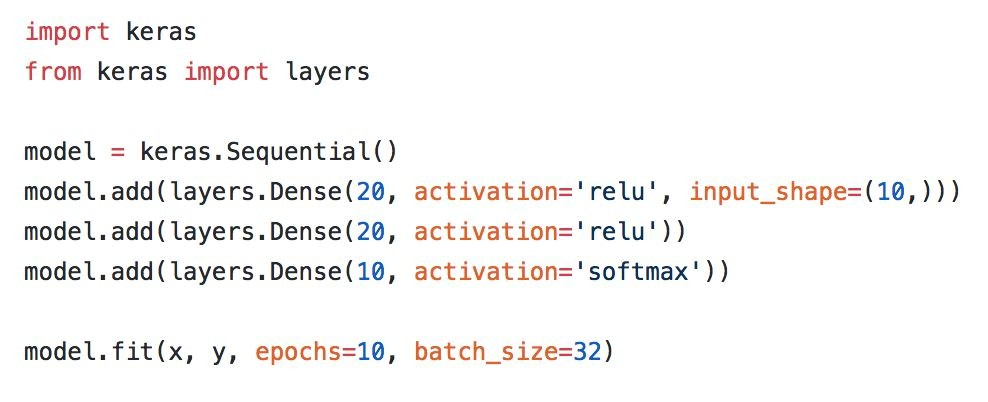 import keras
from keras import layers
model = keras.Sequential()
model.add(layers.Dense(20, activation='relu', input_shape=(10,)))
model.add(layers.Dense(20, activation='relu'))
model.add(layers.Dense(10, activation='softmax'))
model.fit(x, y, epochs=10, batch_size=32)